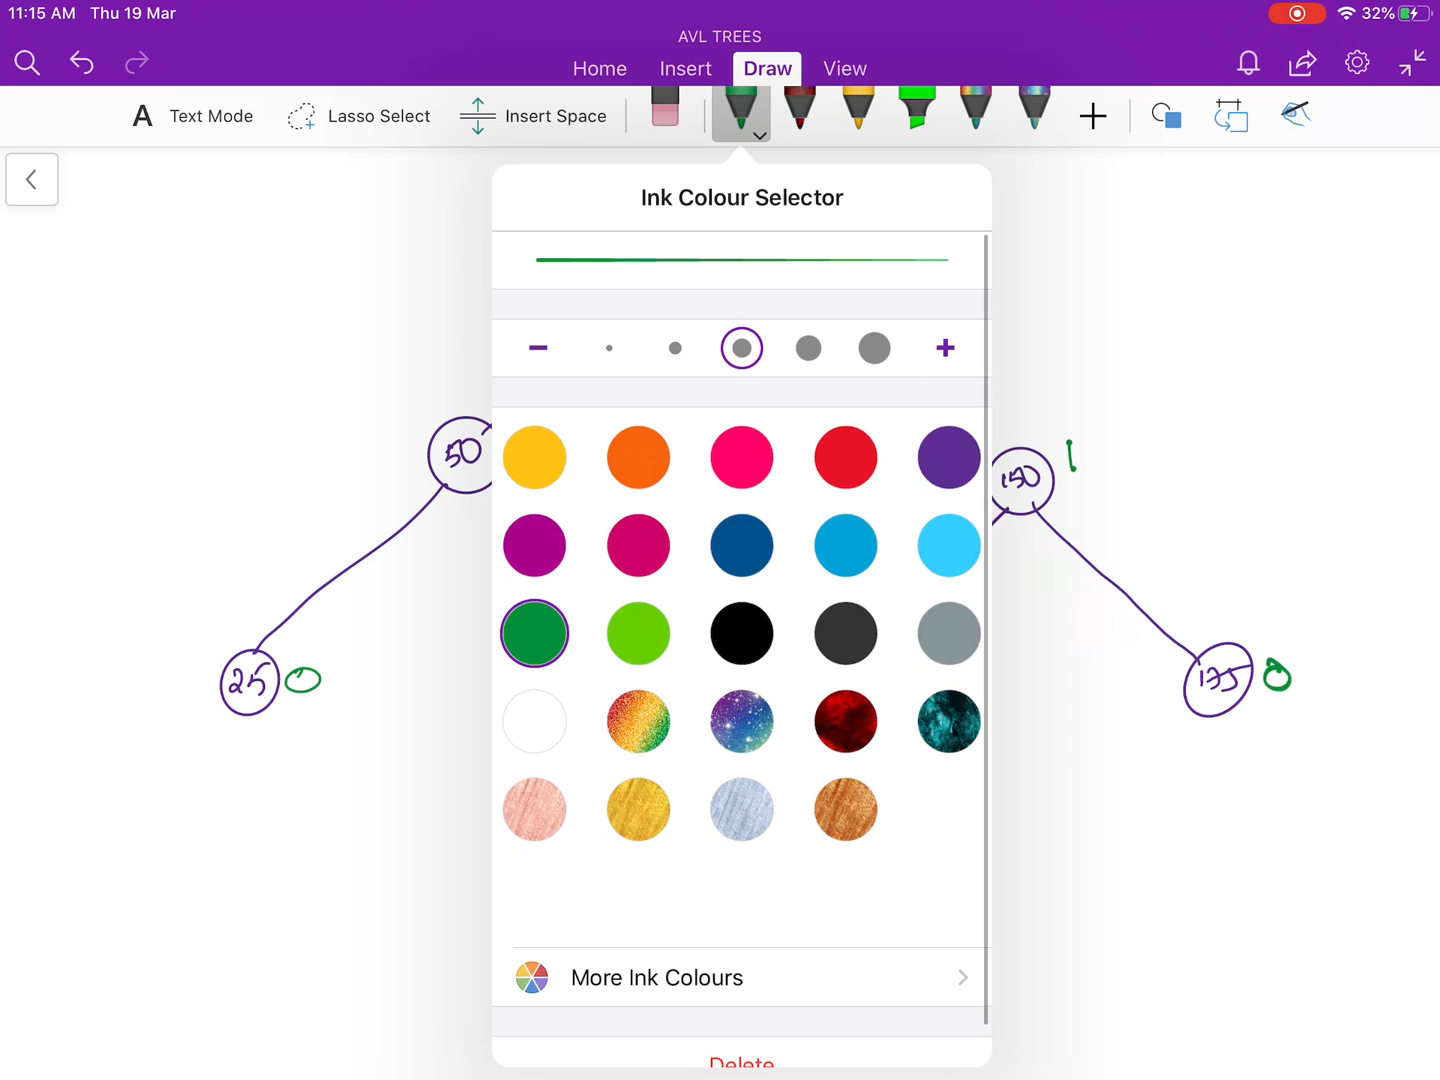 11:15 AM Thu 19 Mar
32%
AVL TREES
Home Insert Draw View
A Text Mode Lasso Select Insert Space
Ink Colour Selector
50
150 1
25 0
175 0
More Ink Colours
Delete